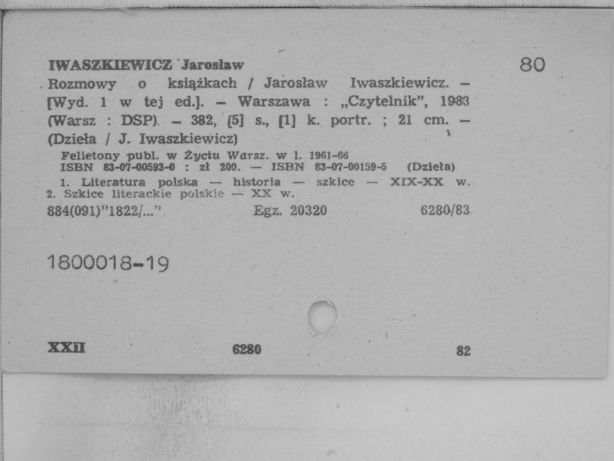 IWASZKIEWICZ Jarosław 80
Rozmowy o książkach / Jarosław Iwaszkiewicz. —
[Wyd. 1 w tej ed.]. — Warszawa : „Czytelnik”, 1983
(Warsz : DSP). — 382, [5] s., [1] k. portr. ; 21 cm. —
(Dzieła / J. Iwaszkiewicz)
Felietony publ. w Życiu Warsz. w l. 1961-66
ISBN 83-07-00593-0 : zł 200. — ISBN 83-07-00159-5 (Dzieła)
1. Literatura polska — historia — szkice — XIX-XX w.
2. Szkice literackie polskie — XX w.
884(091)"1822/..." Egz. 20320 6280/83
1800018-19
XXII 6280 82